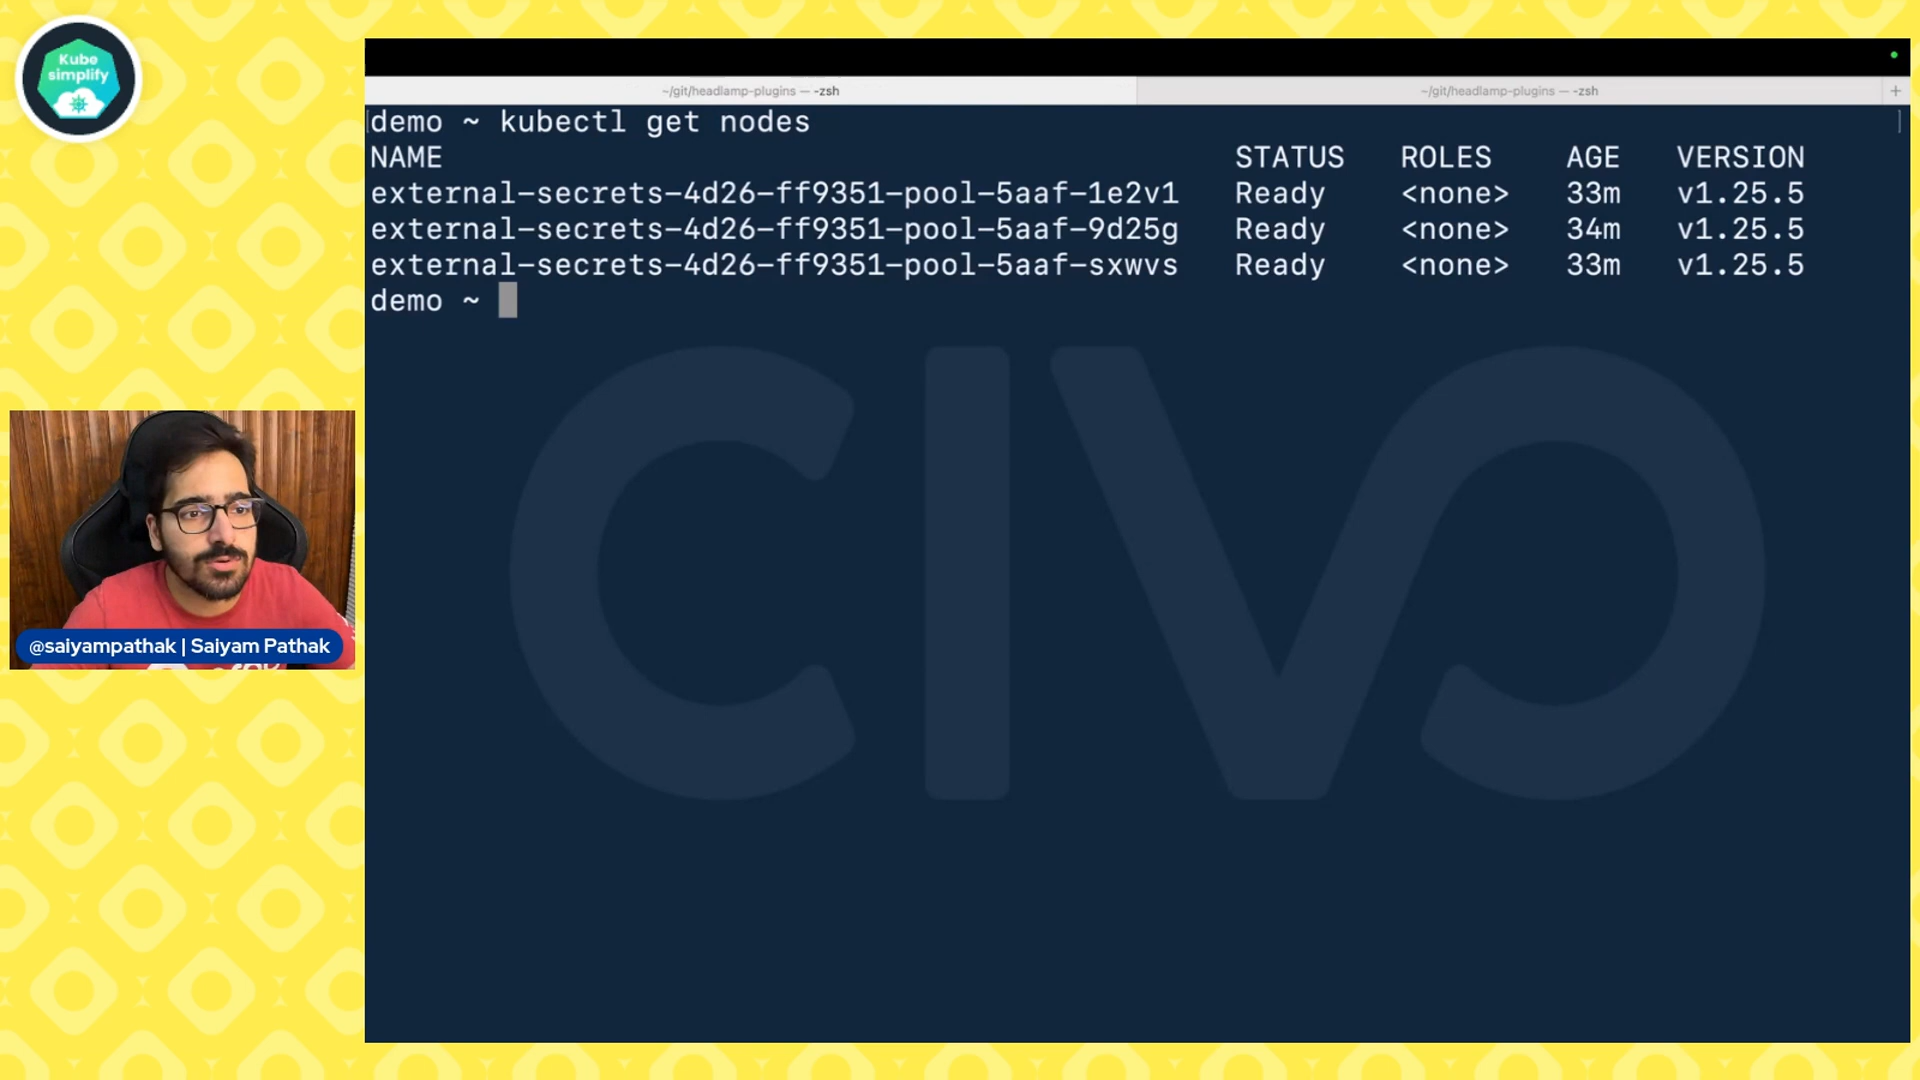 Kube
simplify
~/git/headlamp-plugins — -zsh
~/git/headlamp-plugins — -zsh
+
demo ~ kubectl get nodes
NAME STATUS ROLES AGE VERSION
external-secrets-4d26-ff9351-pool-5aaf-1e2v1 Ready <none> 33m v1.25.5
external-secrets-4d26-ff9351-pool-5aaf-9d25g Ready <none> 34m v1.25.5
external-secrets-4d26-ff9351-pool-5aaf-sxwvs Ready <none> 33m v1.25.5
demo ~
CIVO
@saiyampathak | Saiyam Pathak